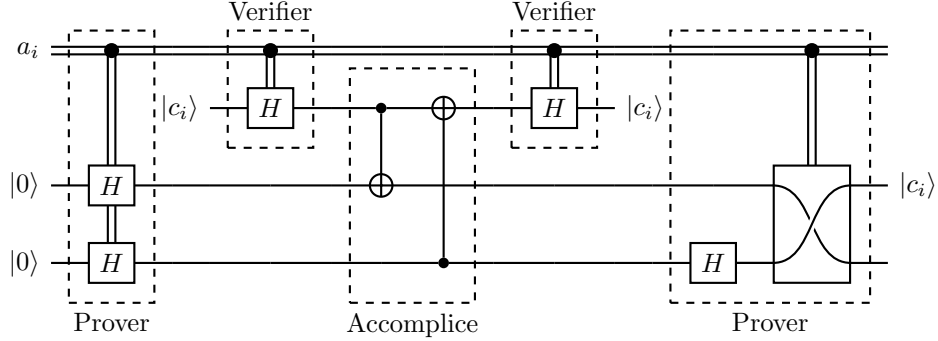 Verifier Verifier
a_i
H H
|c_i⟩ |c_i⟩
|0⟩ H |c_i⟩
|0⟩ H H
Prover Accomplice Prover